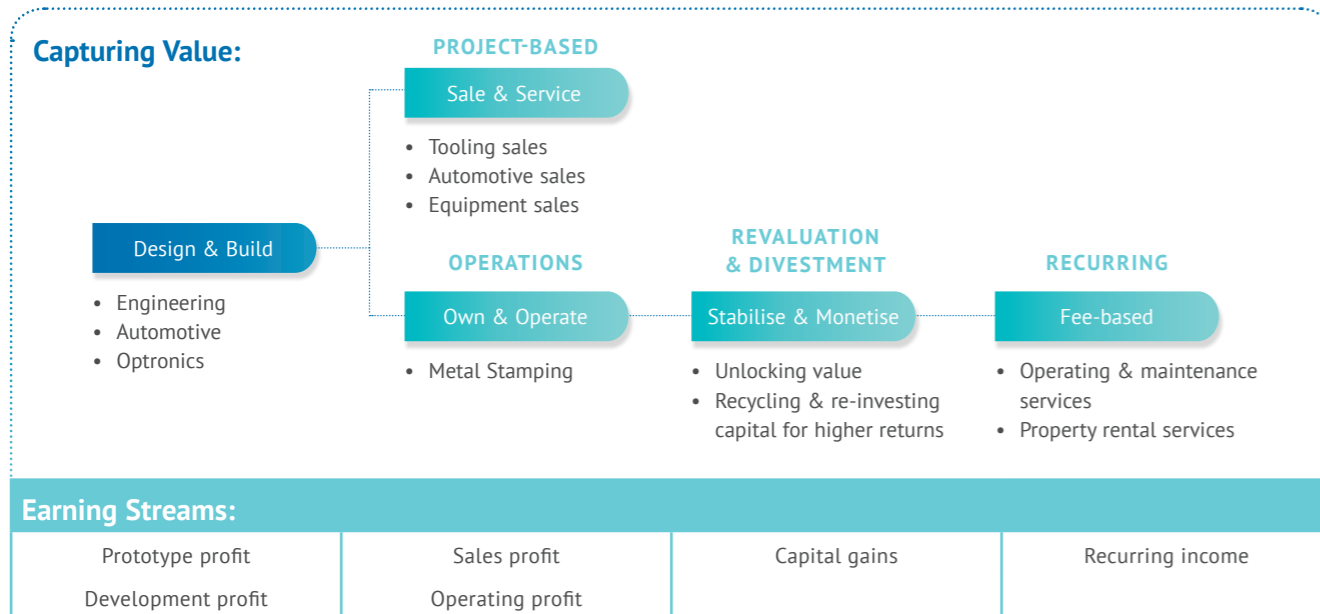 Capturing Value:
PROJECT-BASED
Sale & Service
• Tooling sales
• Automotive sales
• Equipment sales
Design & Build
• Engineering
• Automotive
• Optronics
OPERATIONS
Own & Operate
• Metal Stamping
REVALUATION
& DIVESTMENT
Stabilise & Monetise
• Unlocking value
• Recycling & re-investing
capital for higher returns
RECURRING
Fee-based
• Operating & maintenance
services
• Property rental services
Earning Streams:
Prototype profit
Development profit
Sales profit
Operating profit
Capital gains
Recurring income